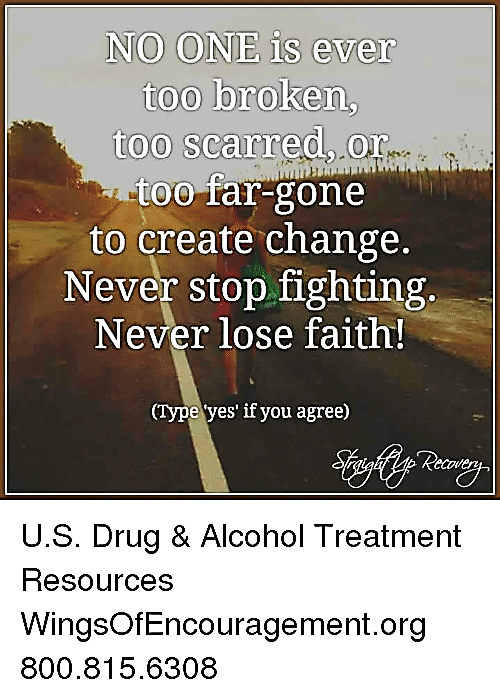 NO ONE is ever
too broken,
too scarred, or
too far-gone
to create change.
Never stop fighting.
Never lose faith!
(Type 'yes' if you agree)
Straight Up Recovery
U.S. Drug & Alcohol Treatment
Resources
WingsOfEncouragement.org
800.815.6308